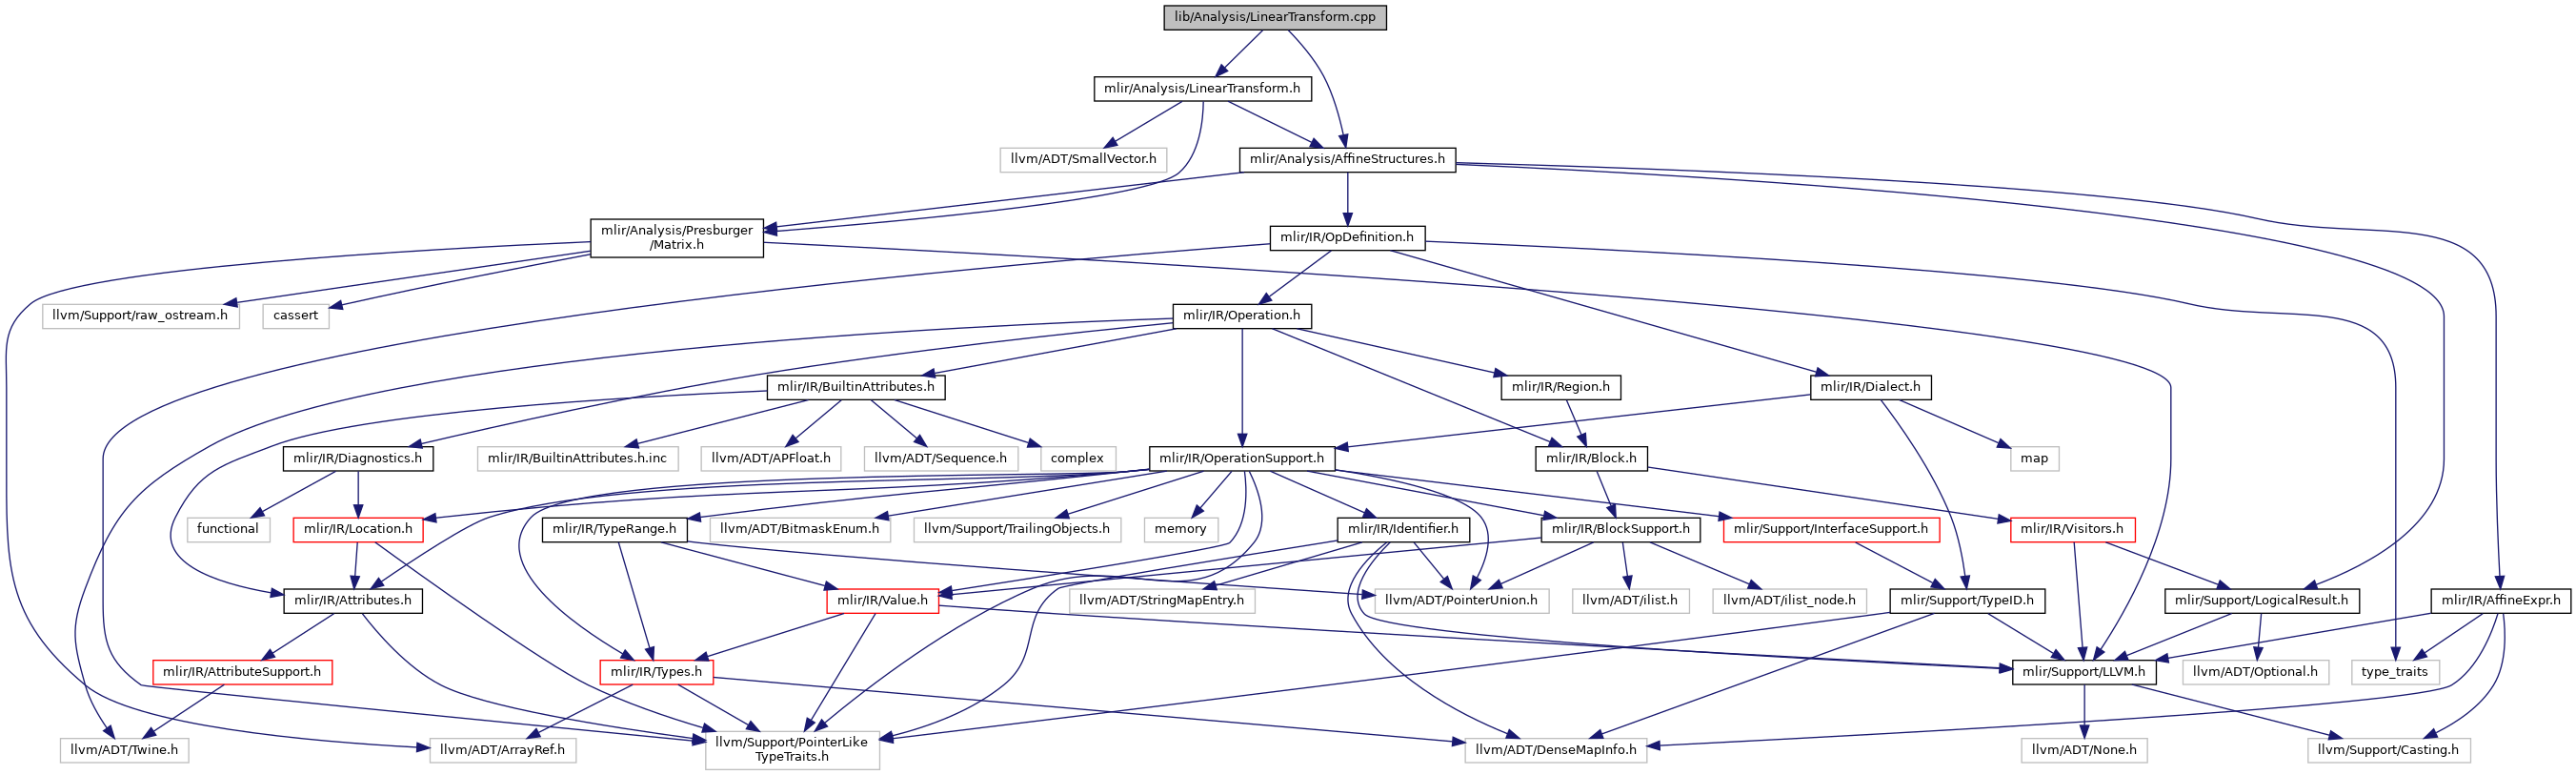 lib/Analysis/LinearTransform.cpp
mlir/Analysis/LinearTransform.h
llvm/ADT/SmallVector.h
mlir/Analysis/AffineStructures.h
mlir/Analysis/Presburger
/Matrix.h
mlir/IR/OpDefinition.h
llvm/Support/raw_ostream.h
cassert
mlir/IR/Operation.h
mlir/IR/BuiltinAttributes.h
mlir/IR/Region.h
mlir/IR/Dialect.h
mlir/IR/Diagnostics.h
mlir/IR/BuiltinAttributes.h.inc
llvm/ADT/APFloat.h
llvm/ADT/Sequence.h
complex
mlir/IR/OperationSupport.h
mlir/IR/Block.h
map
functional
mlir/IR/Location.h
mlir/IR/TypeRange.h
llvm/ADT/BitmaskEnum.h
llvm/Support/TrailingObjects.h
memory
mlir/IR/Identifier.h
mlir/IR/BlockSupport.h
mlir/Support/InterfaceSupport.h
mlir/IR/Visitors.h
mlir/IR/Attributes.h
mlir/IR/Value.h
llvm/ADT/StringMapEntry.h
llvm/ADT/PointerUnion.h
llvm/ADT/ilist.h
llvm/ADT/ilist_node.h
mlir/Support/TypeID.h
mlir/Support/LogicalResult.h
mlir/IR/AffineExpr.h
mlir/IR/AttributeSupport.h
mlir/IR/Types.h
mlir/Support/LLVM.h
llvm/ADT/Optional.h
type_traits
llvm/ADT/Twine.h
llvm/ADT/ArrayRef.h
llvm/Support/PointerLike
TypeTraits.h
llvm/ADT/DenseMapInfo.h
llvm/ADT/None.h
llvm/Support/Casting.h